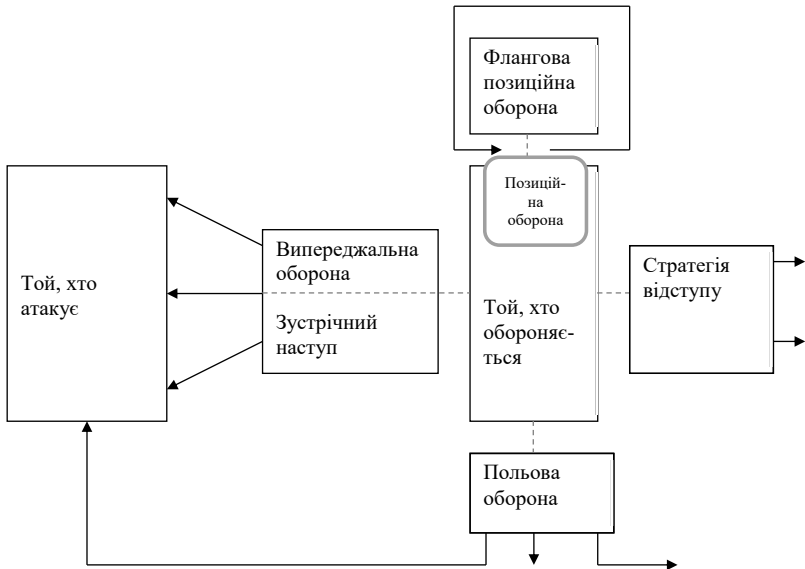 Флангова
позиційна
оборона
Позицій-
на
оборона
Той, хто
атакує
Випереджальна
оборона
Зустрічний
наступ
Той, хто
обороняє-
ться
Стратегія
відступу
Польова
оборона